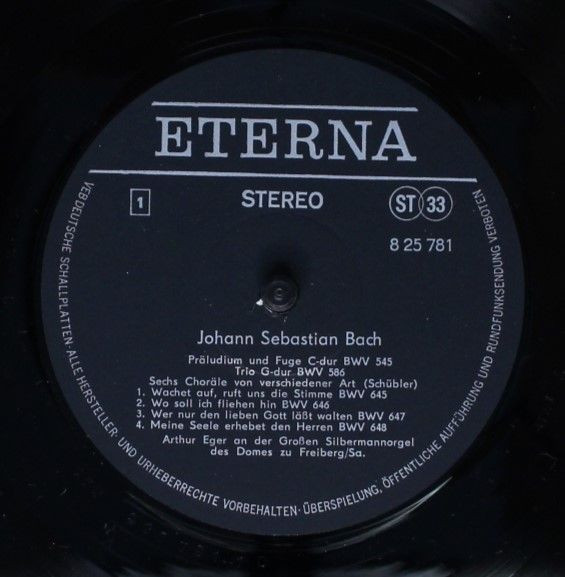 ETERNA
1 STEREO ST 33
8 25 781
Johann Sebastian Bach
Präludium und Fuge C-dur BWV 545
Trio G-dur BWV 586
Sechs Choräle von verschiedener Art (Schübler)
1. Wachet auf, ruft uns die Stimme BWV 645
2. Wo soll ich fliehen hin BWV 646
3. Wer nur den lieben Gott läßt walten BWV 647
4. Meine Seele erhebet den Herren BWV 648
Arthur Eger an der Großen Silbermannorgel
des Domes zu Freiberg/Sa.
VEB DEUTSCHE SCHALLPLATTEN · ALLE HERSTELLER- UND URHEBERRECHTE VORBEHALTEN · ÜBERSPIELUNG, ÖFFENTLICHE AUFFÜHRUNG UND RUNDFUNKSENDUNG VERBOTEN